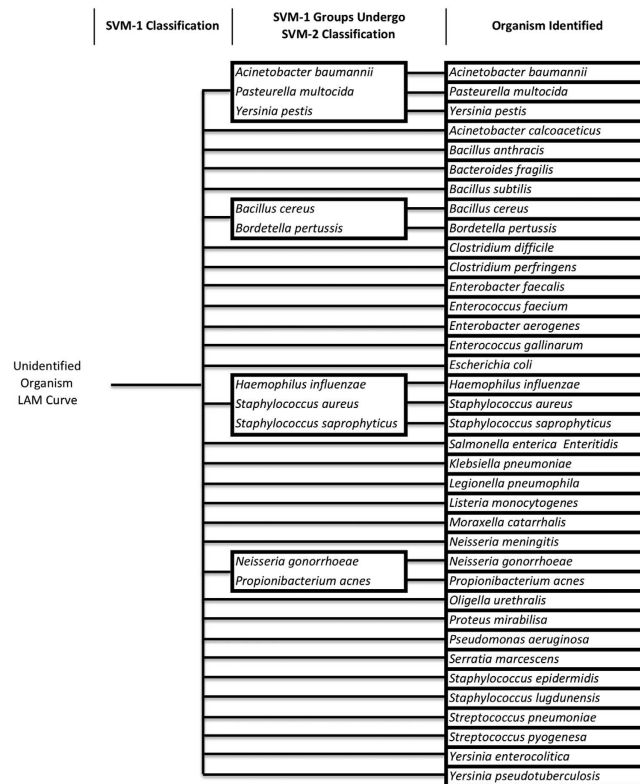 SVM-1 Classification
SVM-1 Groups Undergo
SVM-2 Classification
Organism Identified
Unidentified
Organism
LAM Curve
Acinetobacter baumannii
Pasteurella multocida
Yersinia pestis
Bacillus cereus
Bordetella pertussis
Haemophilus influenzae
Staphylococcus aureus
Staphylococcus saprophyticus
Neisseria gonorrhoeae
Propionibacterium acnes
Acinetobacter baumannii
Pasteurella multocida
Yersinia pestis
Acinetobacter calcoaceticus
Bacillus anthracis
Bacteroides fragilis
Bacillus subtilis
Bacillus cereus
Bordetella pertussis
Clostridium difficile
Clostridium perfringens
Enterobacter faecalis
Enterococcus faecium
Enterobacter aerogenes
Enterococcus gallinarum
Escherichia coli
Haemophilus influenzae
Staphylococcus aureus
Staphylococcus saprophyticus
Salmonella enterica Enteritidis
Klebsiella pneumoniae
Legionella pneumophila
Listeria monocytogenes
Moraxella catarrhalis
Neisseria meningitis
Neisseria gonorrhoeae
Propionibacterium acnes
Oligella urethralis
Proteus mirabilisa
Pseudomonas aeruginosa
Serratia marcescens
Staphylococcus epidermidis
Staphylococcus lugdunensis
Streptococcus pneumoniae
Streptococcus pyogenesa
Yersinia enterocolitica
Yersinia pseudotuberculosis